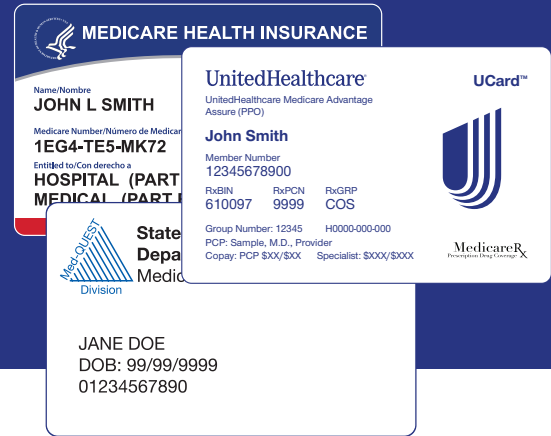 MEDICARE HEALTH INSURANCE
Name/Nombre
JOHN L SMITH
Medicare Number/Número de Medicar
1EG4-TE5-MK72
Entitled to/Con derecho a
HOSPITAL (PART
MEDICAL (PART
UnitedHealthcare®
UCard™
UnitedHealthcare Medicare Advantage
Assure (PPO)
John Smith
Member Number
12345678900
RxBIN RxPCN RxGRP
610097 9999 COS
Group Number: 12345 H0000-000-000
PCP: Sample, M.D., Provider
Copay: PCP $XX/$XX Specialist: $XXX/$XXX
MedicareRx
Prescription Drug Coverage
Med-QUEST
Division
State
Depa
Medic
JANE DOE
DOB: 99/99/9999
01234567890